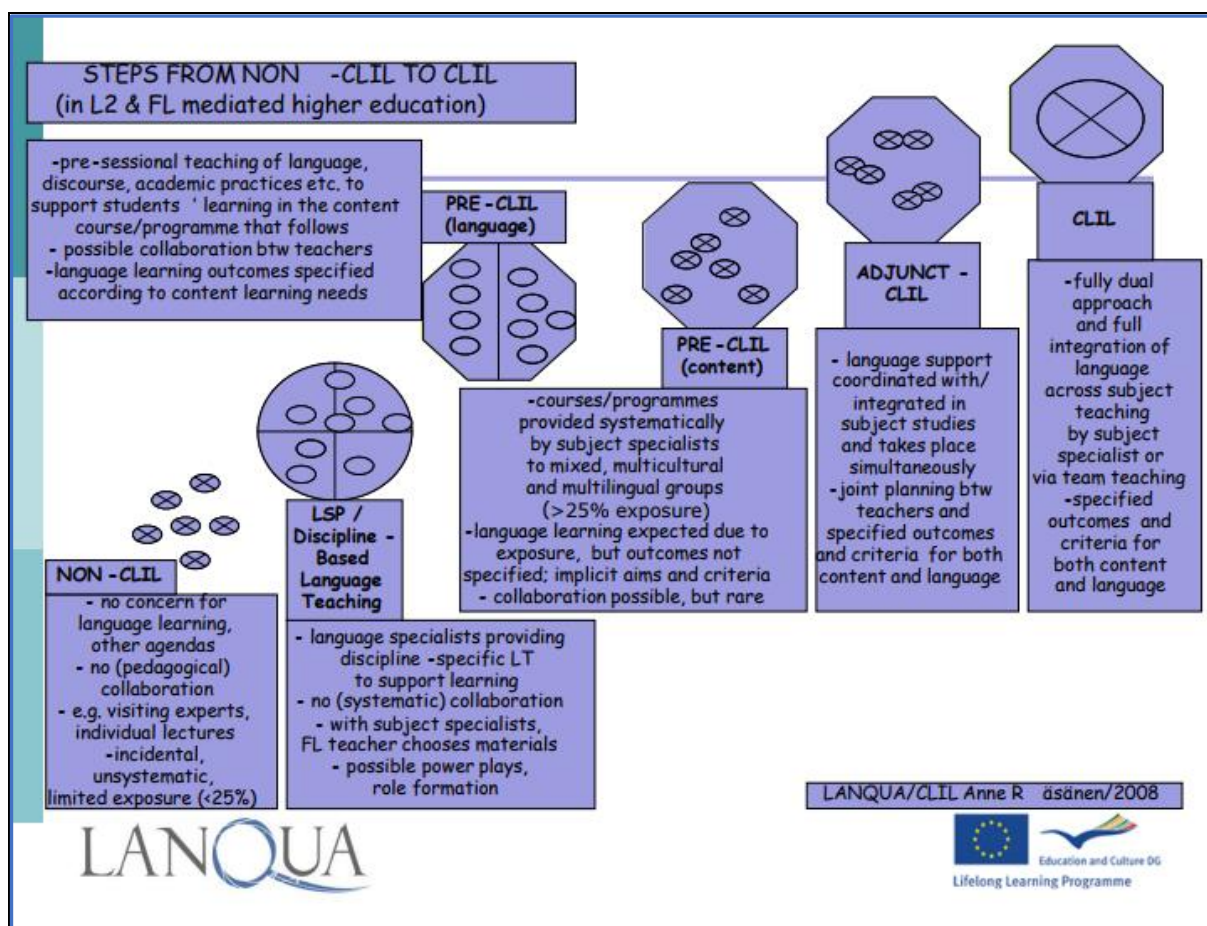 STEPS FROM NON -CLIL TO CLIL
(in L2 & FL mediated higher education)
-pre-sessional teaching of language,
discourse, academic practices etc. to
support students ' learning in the content
course/programme that follows
- possible collaboration btw teachers
-language learning outcomes specified
according to content learning needs
PRE -CLIL
(language)
NON -CLIL
- no concern for
language learning,
other agendas
- no (pedagogical)
collaboration
- e.g. visiting experts,
individual lectures
-incidental,
unsystematic,
limited exposure (<25%)
LSP /
Discipline -
Based
Language
Teaching
- language specialists providing
discipline -specific LT
to support learning
- no (systematic) collaboration
- with subject specialists,
FL teacher chooses materials
- possible power plays,
role formation
PRE -CLIL
(content)
-courses/programmes
provided systematically
by subject specialists
to mixed, multicultural
and multilingual groups
(>25% exposure)
-language learning expected due to
exposure, but outcomes not
specified; implicit aims and criteria
- collaboration possible, but rare
ADJUNCT -
CLIL
- language support
coordinated with/
integrated in
subject studies
and takes place
simultaneously
-joint planning btw
teachers and
specified outcomes
and criteria for both
content and language
CLIL
-fully dual
approach
and full
integration of
language
across subject
teaching
by subject
specialist or
via team teaching
-specified
outcomes and
criteria for
both content
and language
LANQUA/CLIL Anne R äsänen/2008
LANQUA
Education and Culture DG
Lifelong Learning Programme